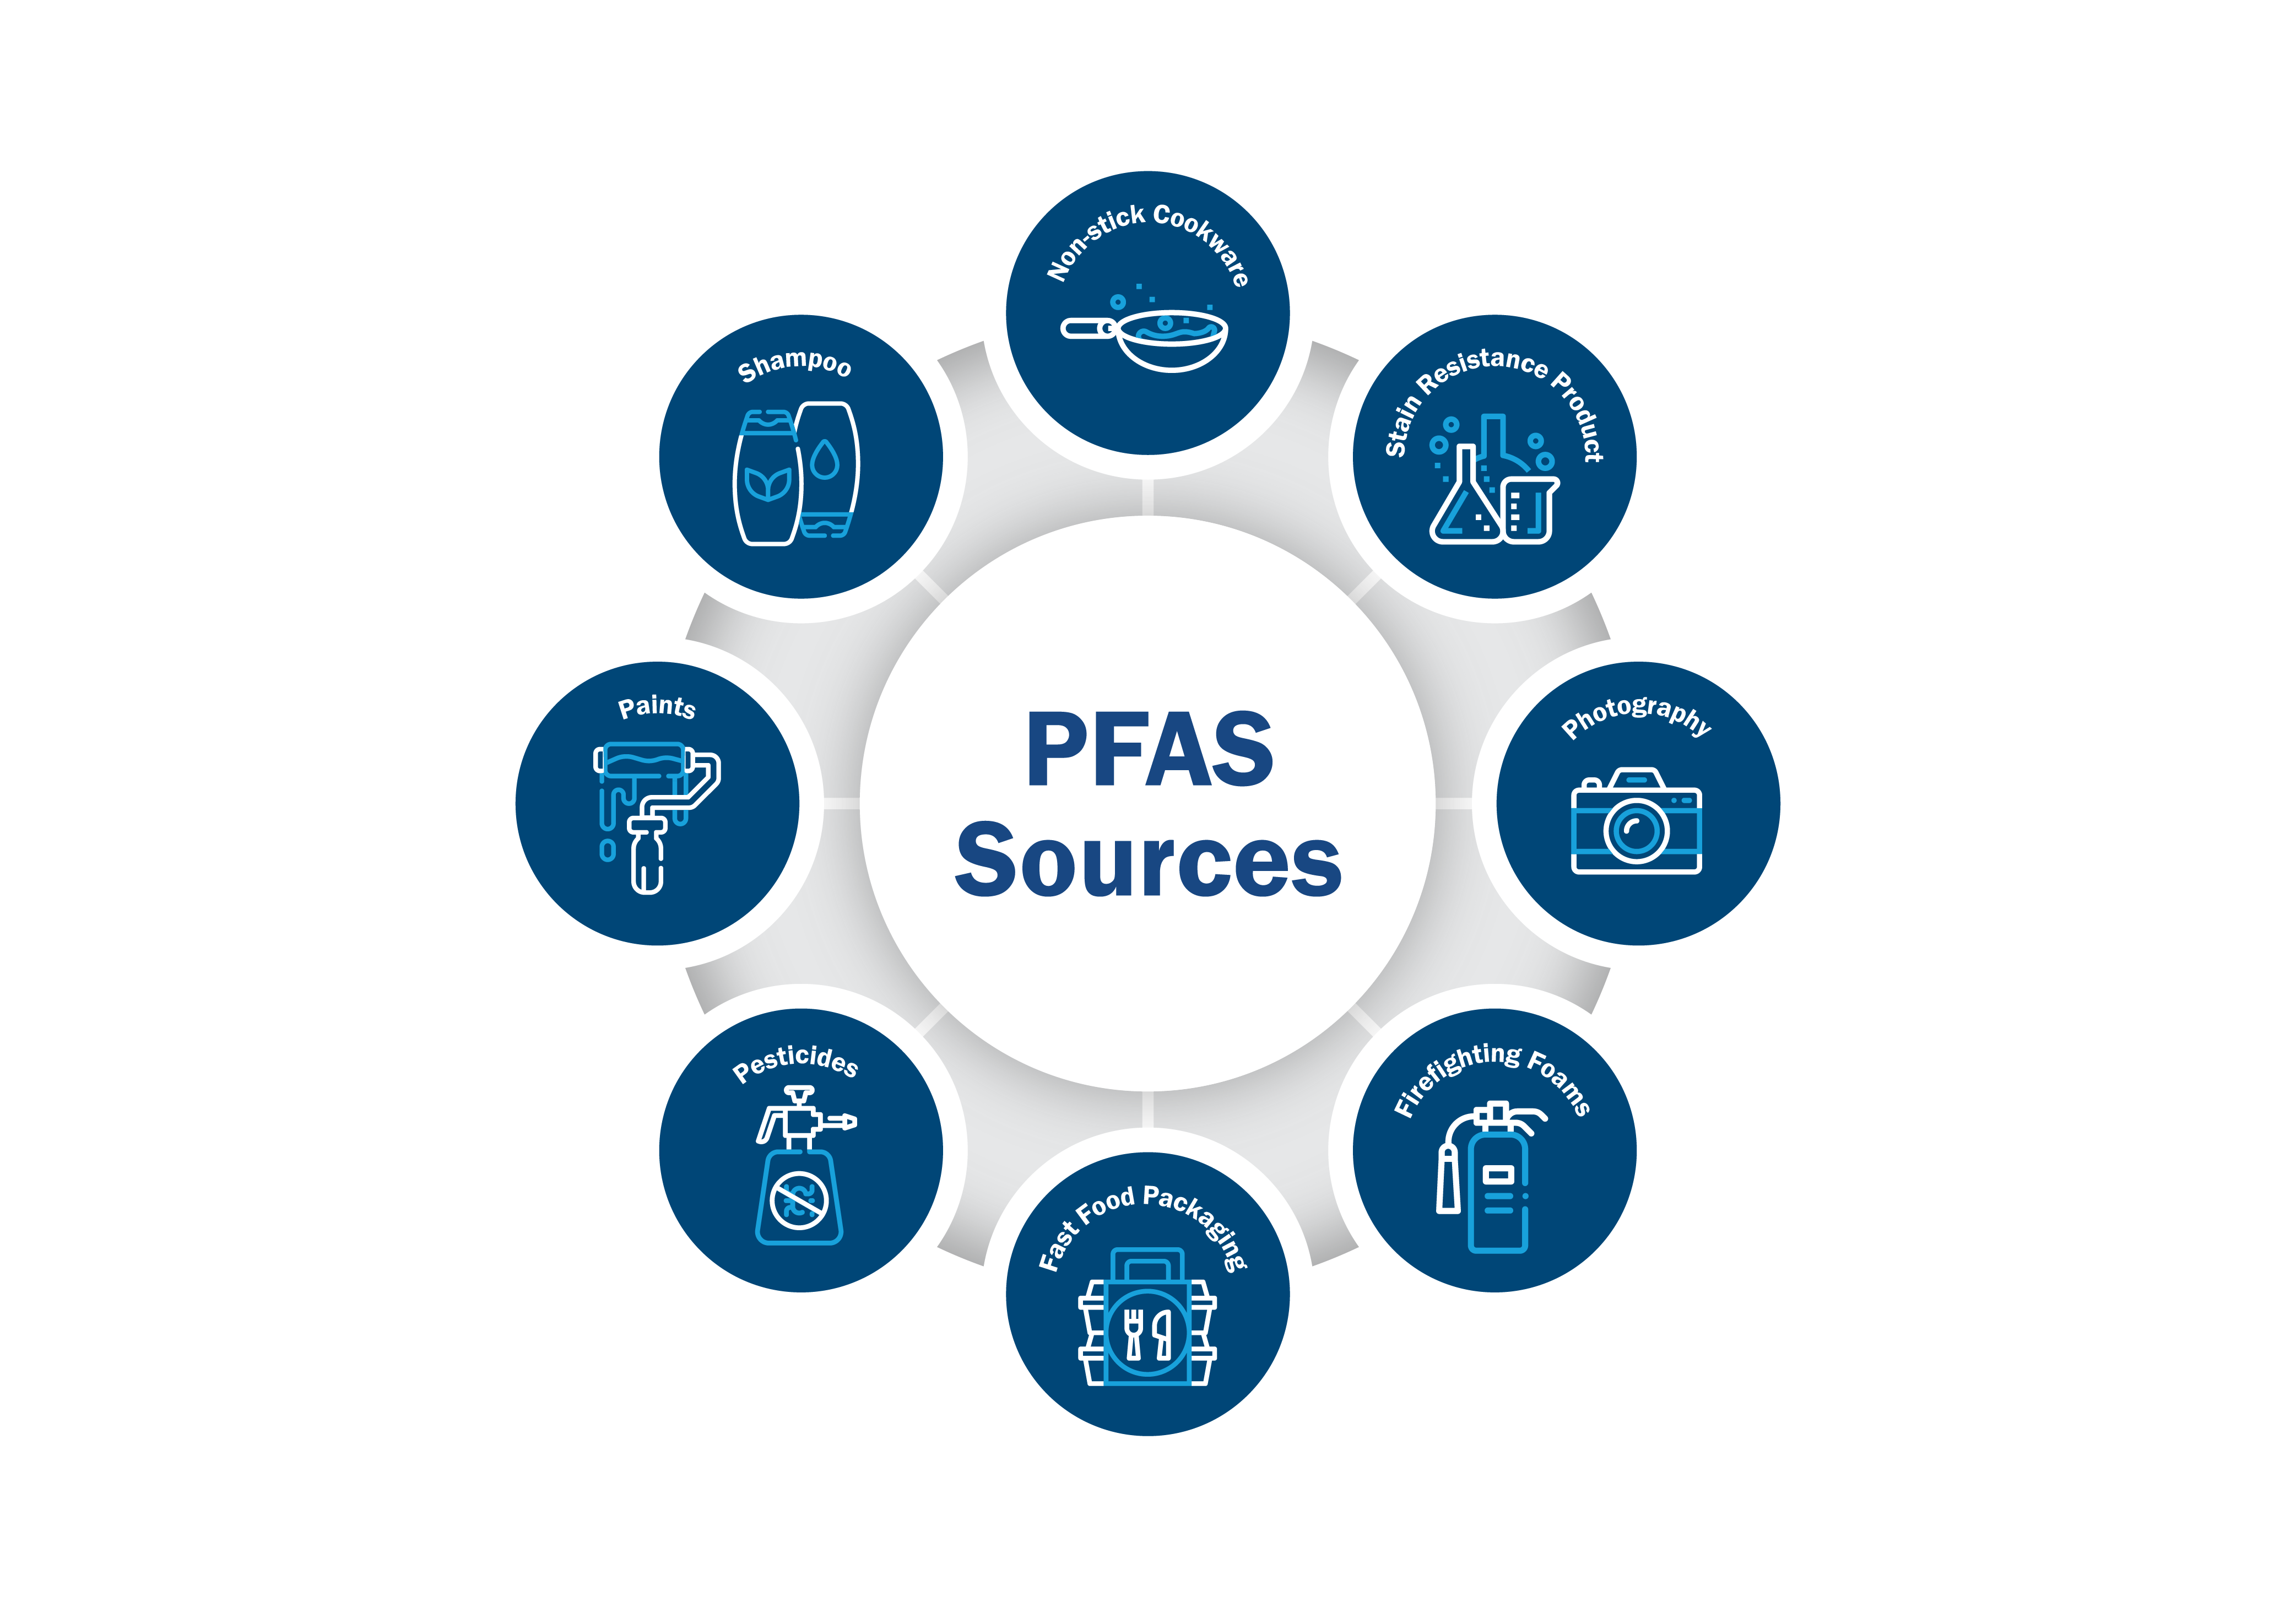 PFAS
Sources
Non-stick Cookware
Stain Resistance Product
Photography
Firefighting Foams
Fast Food Packaging
Pesticides
Paints
Shampoo